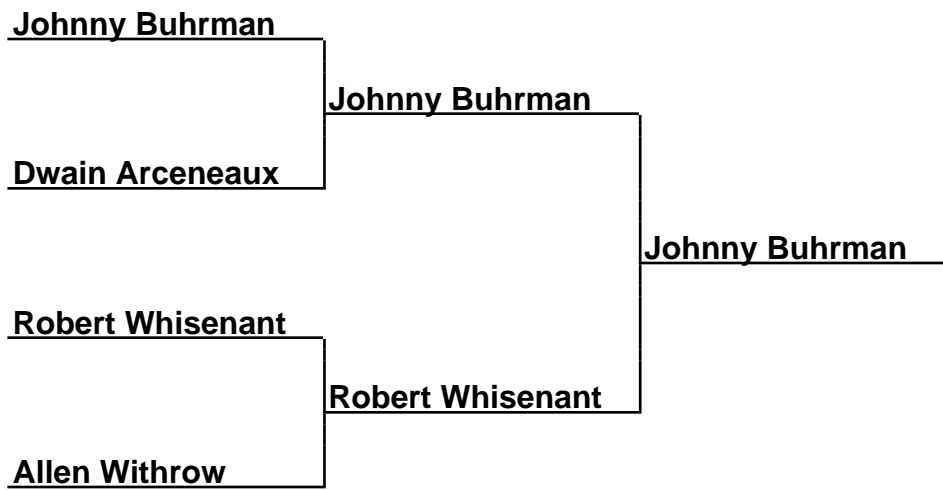 Johnny Buhrman
Johnny Buhrman
Dwain Arceneaux
Johnny Buhrman
Robert Whisenant
Robert Whisenant
Allen Withrow